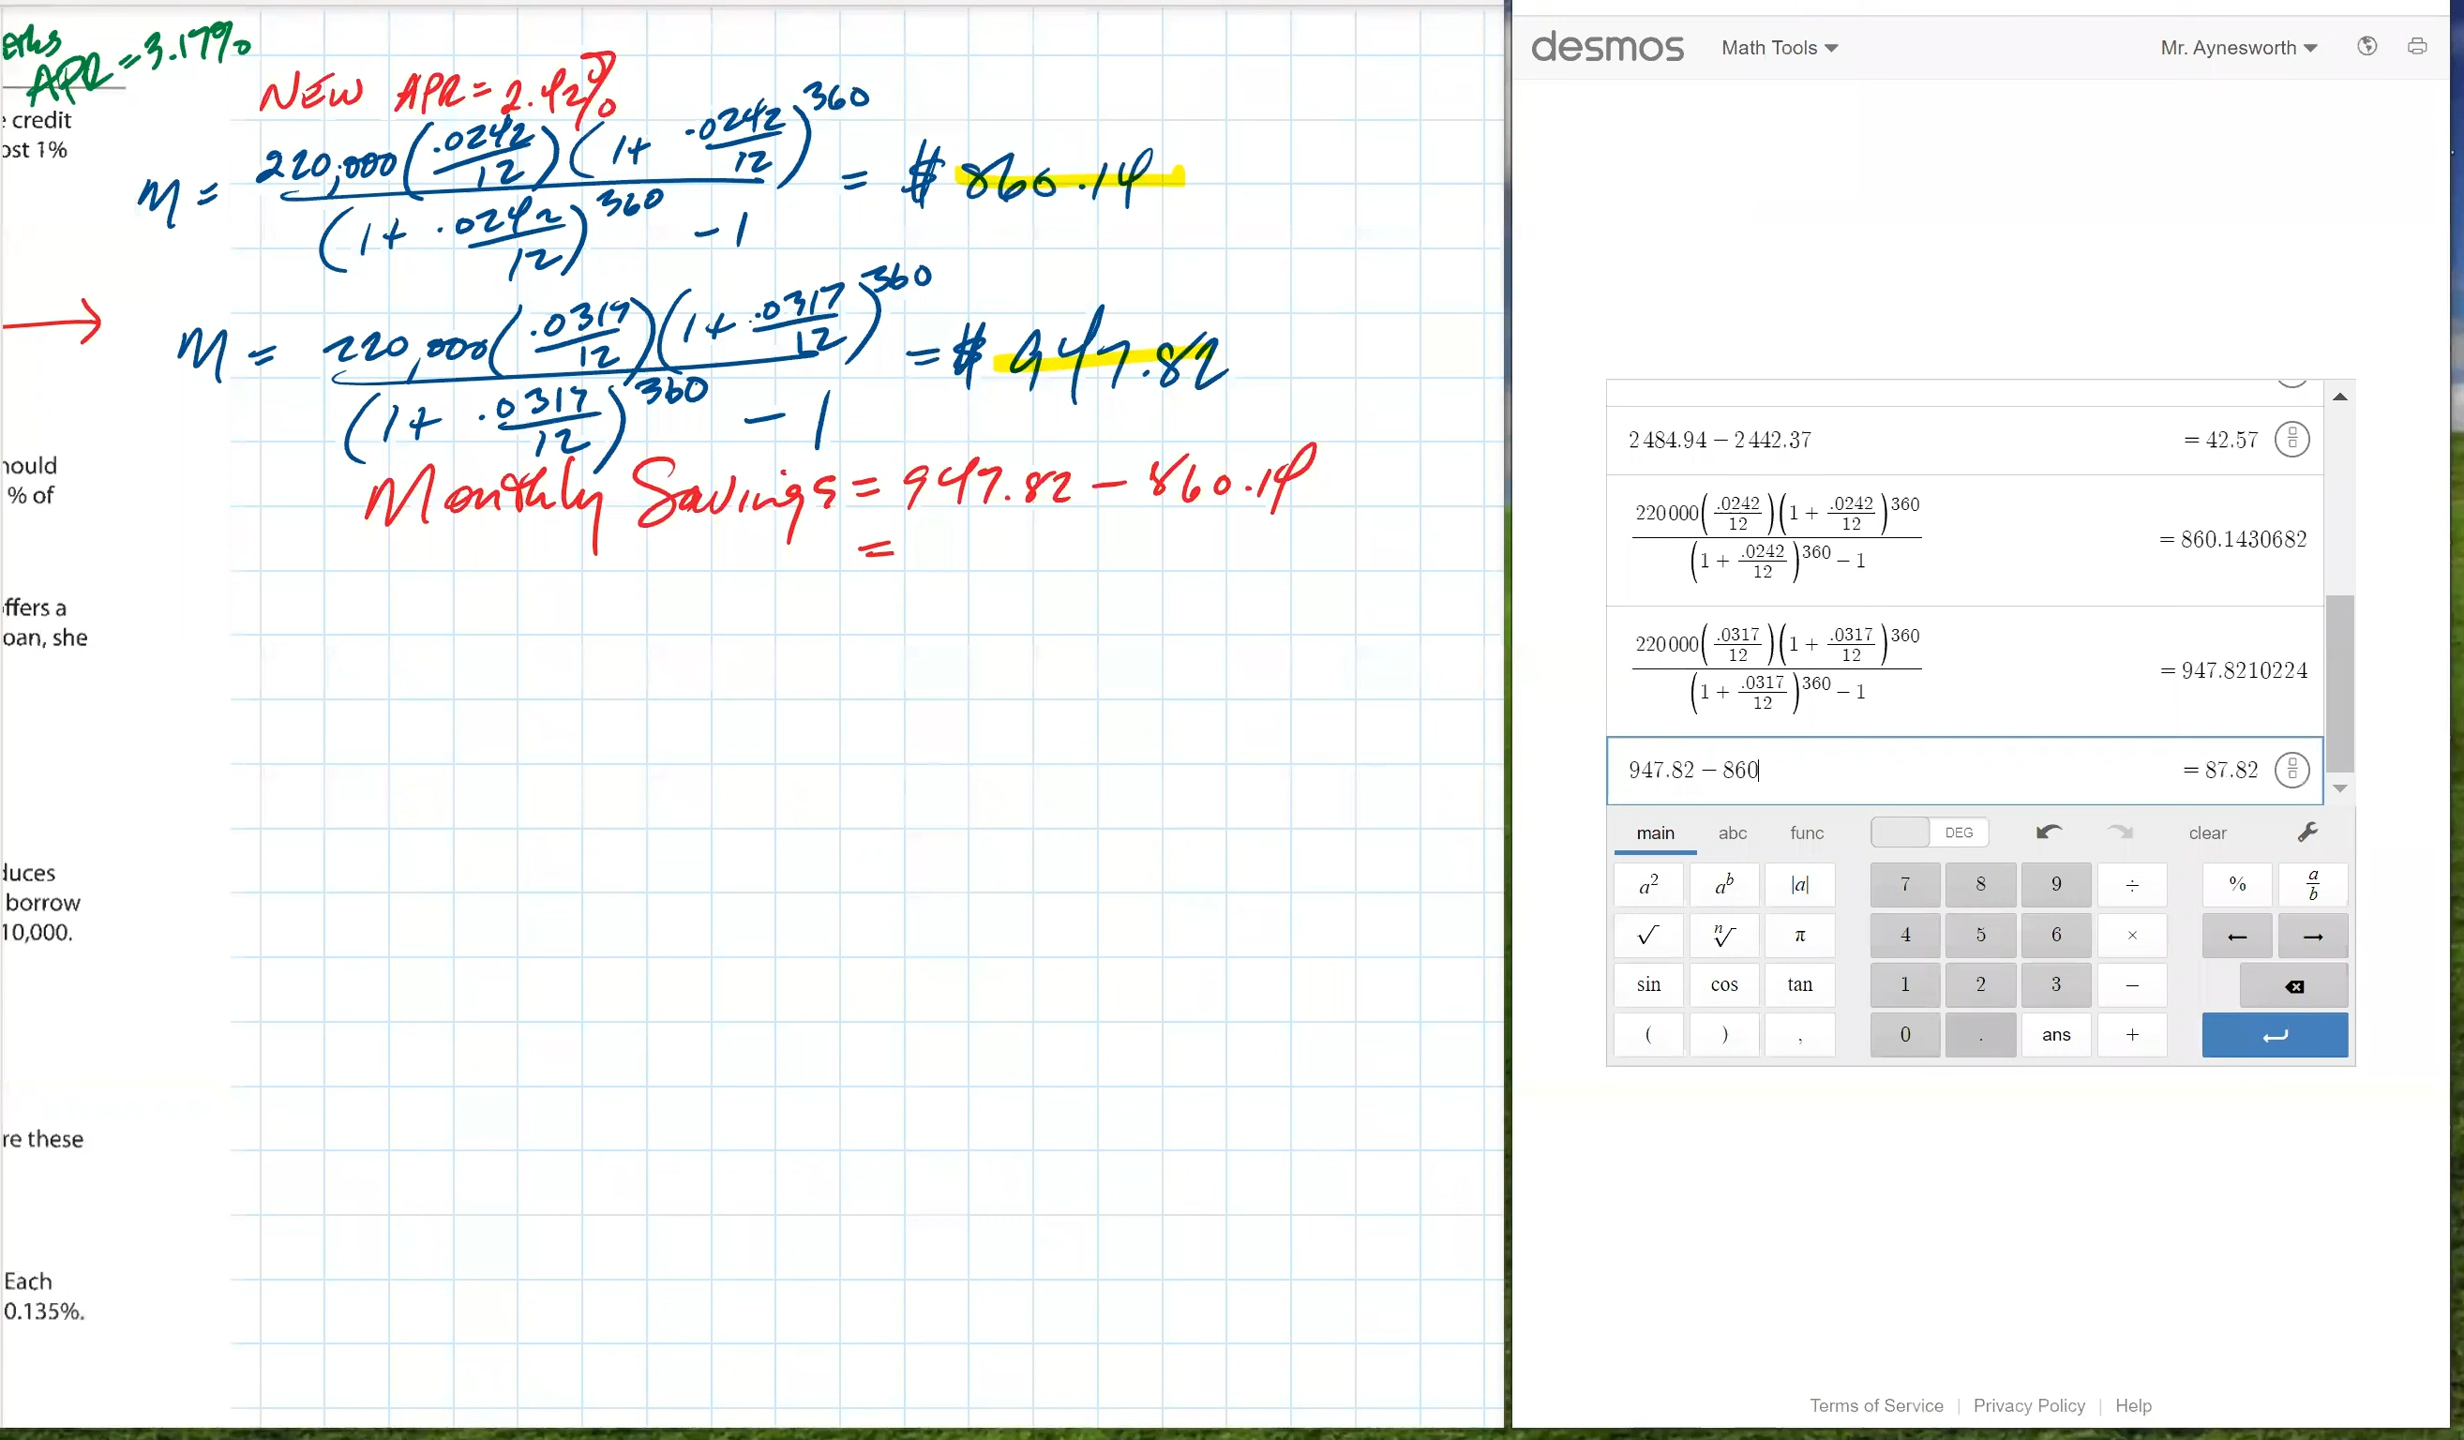 erks
APR = 3.17%
e credit
ost 1%
NEW APR = 2.42%
M = 220,000(.0242/12)(1+ .0242/12)^360 / (1+ .0242/12)^360 - 1 = $860.14
M = 220,000(.0317/12)(1+ .0317/12)^360 / (1+ .0317/12)^360 - 1 = $947.82
hould
% of
Monthly Savings = 947.82 - 860.14
=
ffers a
oan, she
duces
borrow
10,000.
re these
Each
0.135%.
desmos Math Tools Mr. Aynesworth
2484.94 − 2442.37 = 42.57
220000(.0242/12)(1 + .0242/12)^360 / (1 + .0242/12)^360 − 1 = 860.1430682
220000(.0317/12)(1 + .0317/12)^360 / (1 + .0317/12)^360 − 1 = 947.8210224
947.82 − 860 = 87.82
main abc func DEG clear
a² a^b |a| 7 8 9 ÷ % a/b
√ ⁿ√ π 4 5 6 × ← →
sin cos tan 1 2 3 −
( ) , 0 . ans +
Terms of Service | Privacy Policy | Help